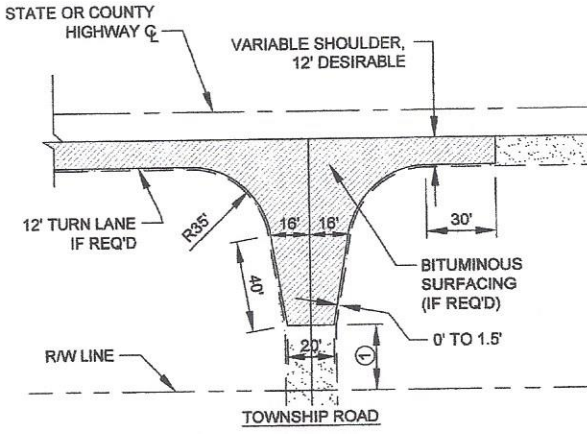 STATE OR COUNTY
HIGHWAY ℄
VARIABLE SHOULDER,
12' DESIRABLE
12' TURN LANE
IF REQ'D
R35'
16'
16'
30'
40'
BITUMINOUS
SURFACING
(IF REQ'D)
0' TO 1.5'
20'
①
R/W LINE
TOWNSHIP ROAD